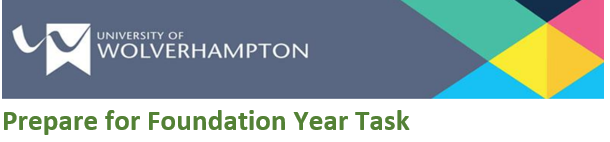 UNIVERSITY OF
WOLVERHAMPTON
Prepare for Foundation Year Task